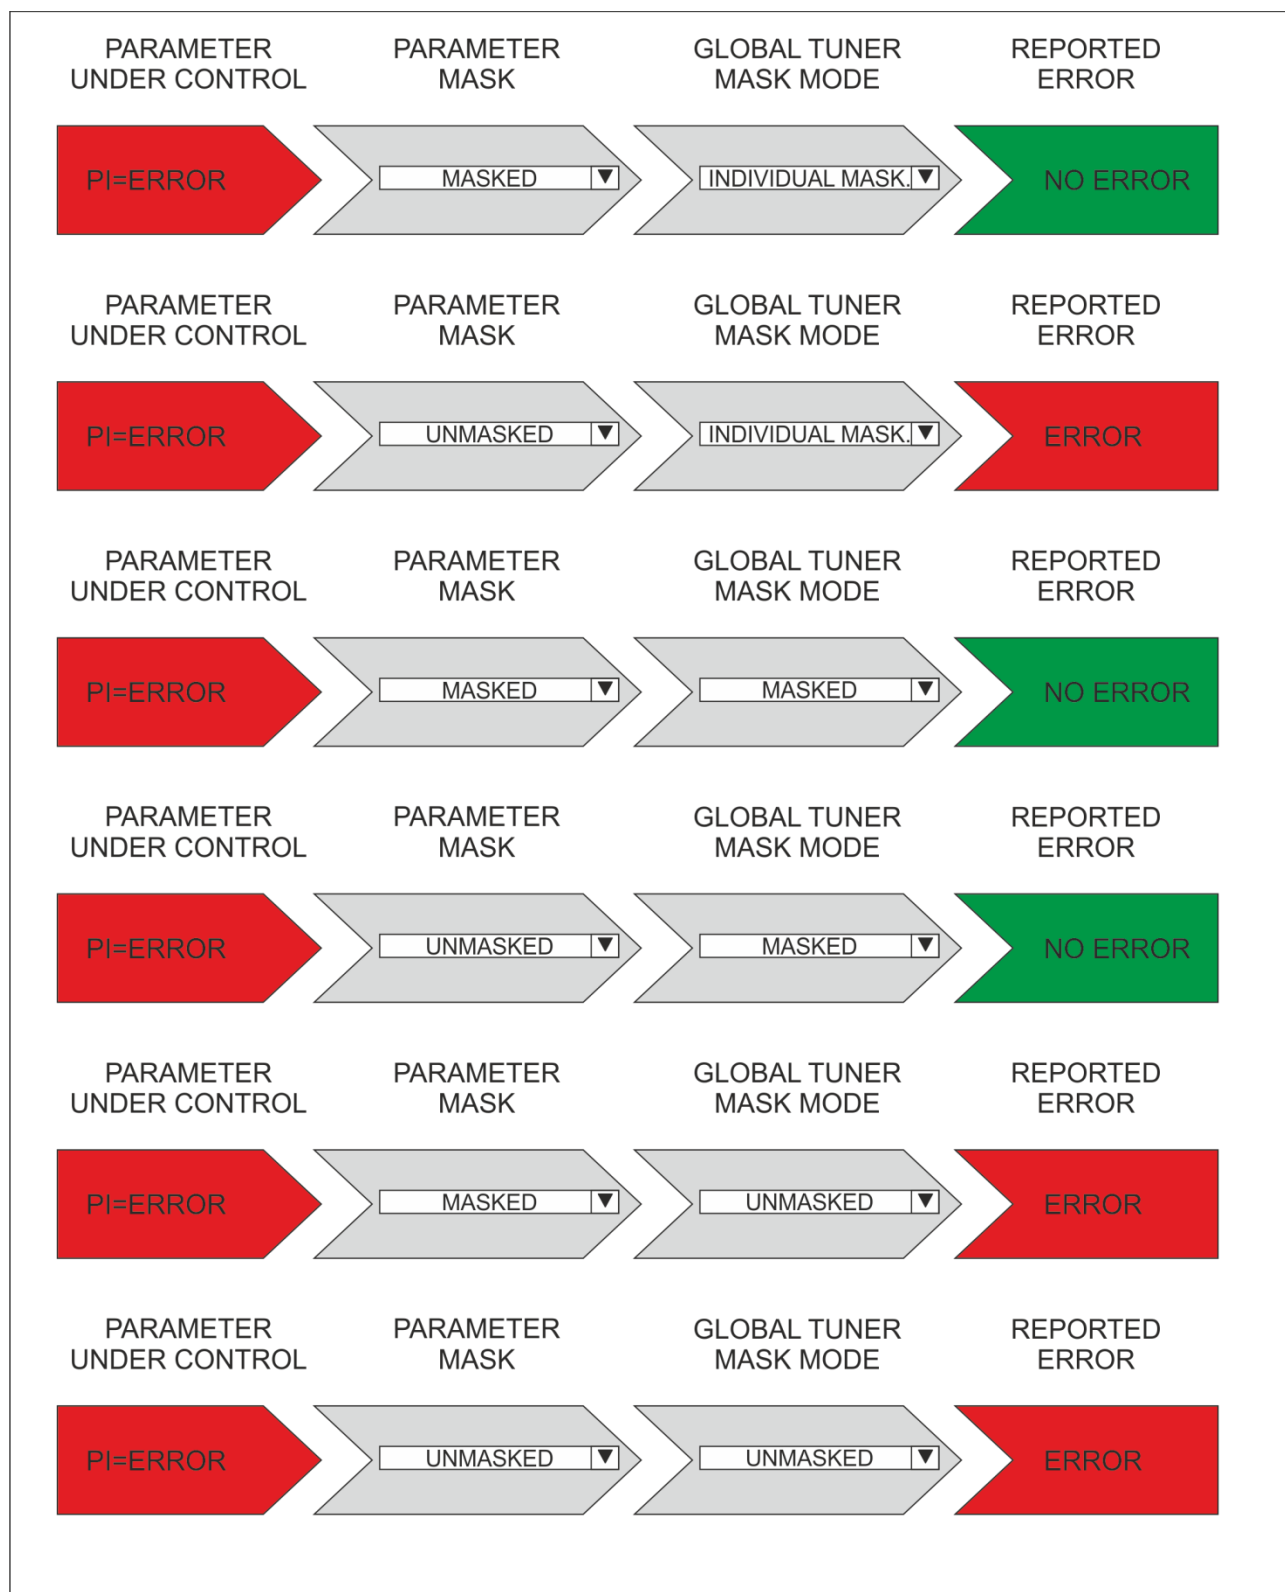 PARAMETER PARAMETER GLOBAL TUNER REPORTED
UNDER CONTROL MASK MASK MODE ERROR
PI=ERROR MASKED INDIVIDUAL MASK. NO ERROR
PARAMETER PARAMETER GLOBAL TUNER REPORTED
UNDER CONTROL MASK MASK MODE ERROR
PI=ERROR UNMASKED INDIVIDUAL MASK. ERROR
PARAMETER PARAMETER GLOBAL TUNER REPORTED
UNDER CONTROL MASK MASK MODE ERROR
PI=ERROR MASKED MASKED NO ERROR
PARAMETER PARAMETER GLOBAL TUNER REPORTED
UNDER CONTROL MASK MASK MODE ERROR
PI=ERROR UNMASKED MASKED NO ERROR
PARAMETER PARAMETER GLOBAL TUNER REPORTED
UNDER CONTROL MASK MASK MODE ERROR
PI=ERROR MASKED UNMASKED ERROR
PARAMETER PARAMETER GLOBAL TUNER REPORTED
UNDER CONTROL MASK MASK MODE ERROR
PI=ERROR UNMASKED UNMASKED ERROR